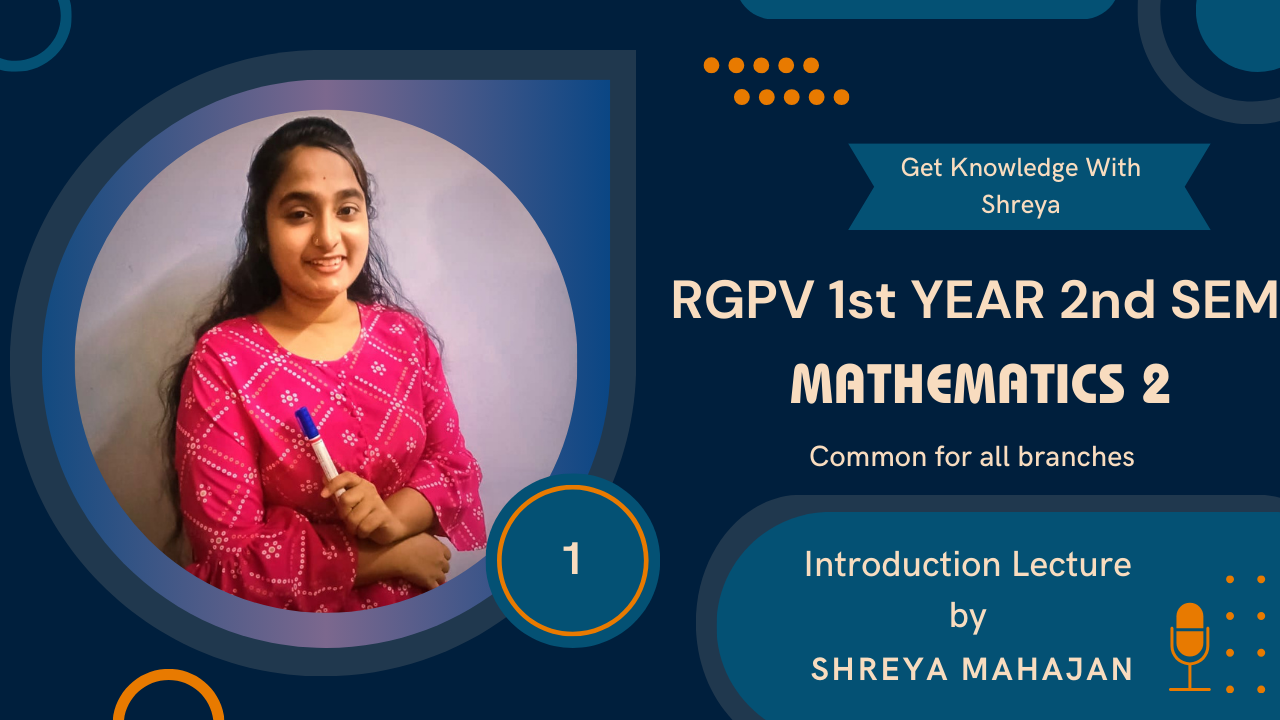 Get Knowledge With
Shreya
RGPV 1st YEAR 2nd SEM
MATHEMATICS 2
Common for all branches
1
Introduction Lecture
by
SHREYA MAHAJAN